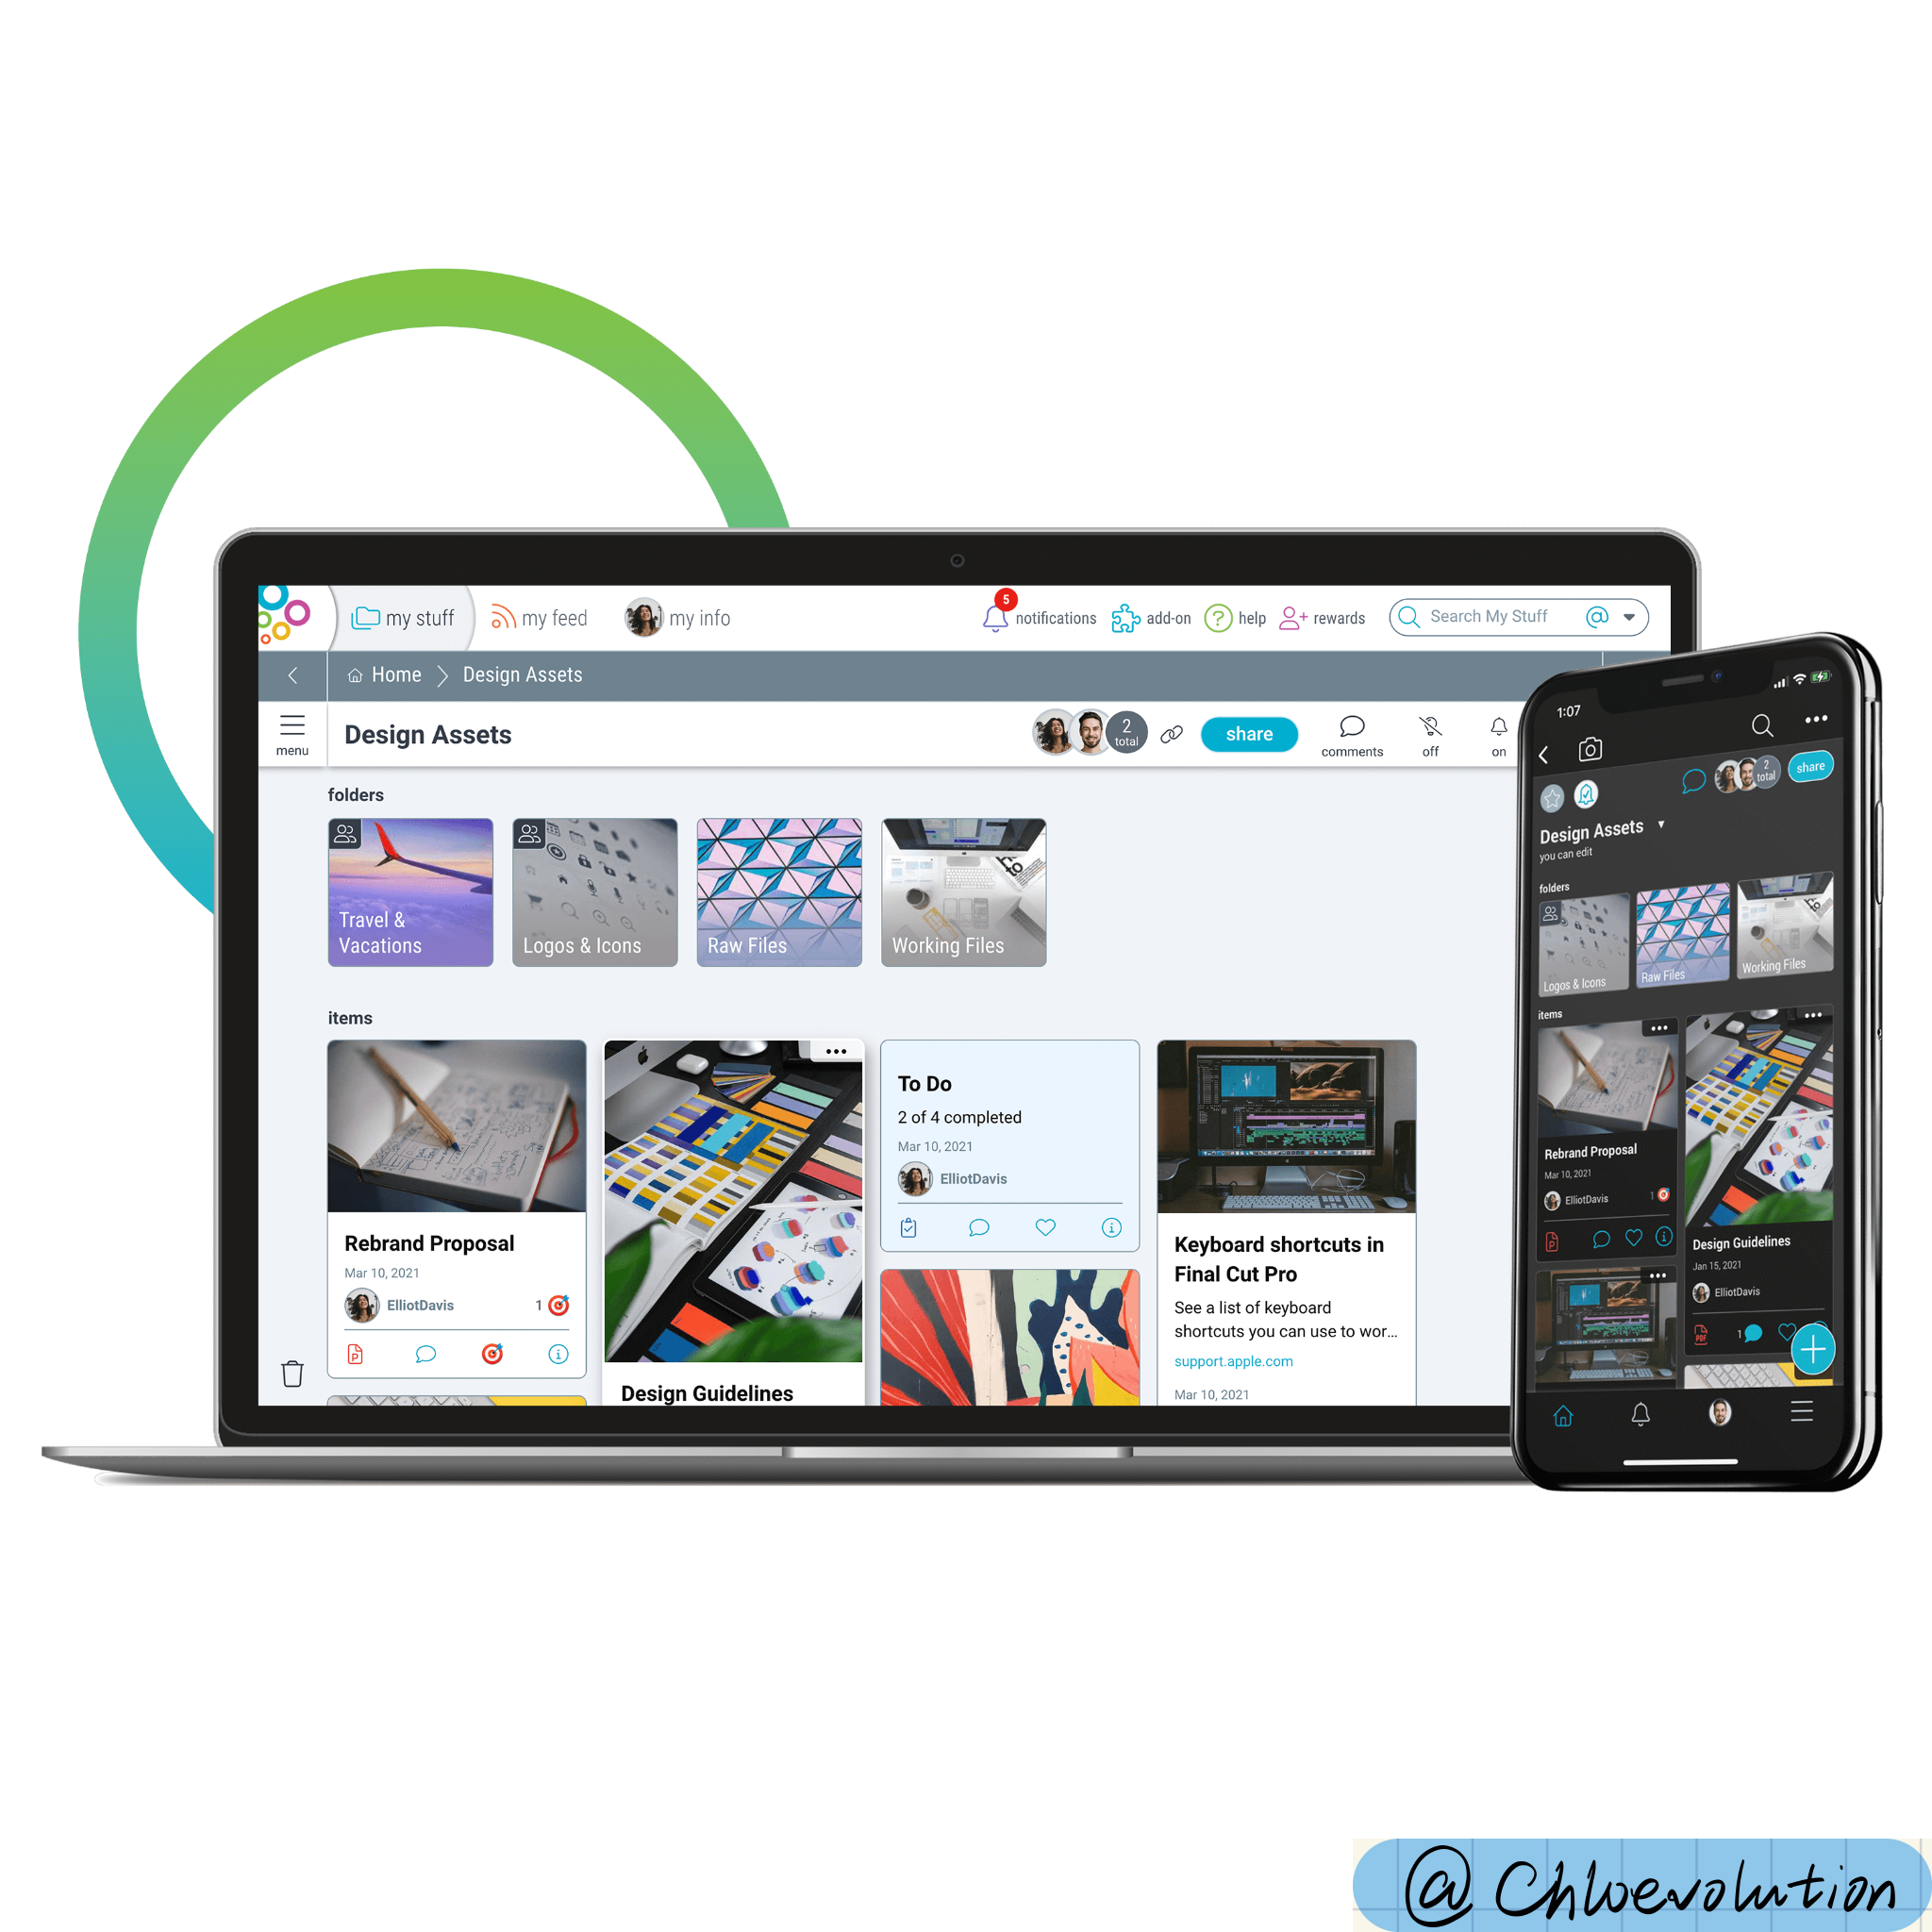 my stuff
my feed
my info
5
notifications
add-on
help
rewards
Search My Stuff
@
Home
Design Assets
menu
Design Assets
2
total
share
comments
off
on
folders
Travel &
Vacations
Logos & Icons
Raw Files
Working Files
items
Rebrand Proposal
Mar 10, 2021
ElliotDavis
1
Design Guidelines
To Do
2 of 4 completed
Mar 10, 2021
ElliotDavis
Keyboard shortcuts in
Final Cut Pro
See a list of keyboard
shortcuts you can use to wor...
support.apple.com
Mar 10, 2021
1:07
2
total
share
Design Assets
you can edit
folders
Logos & Icons
Raw Files
Working Files
items
Rebrand Proposal
Mar 10, 2021
ElliotDavis
1
Design Guidelines
Jan 15, 2021
ElliotDavis
PDF
1
@Chloevolution